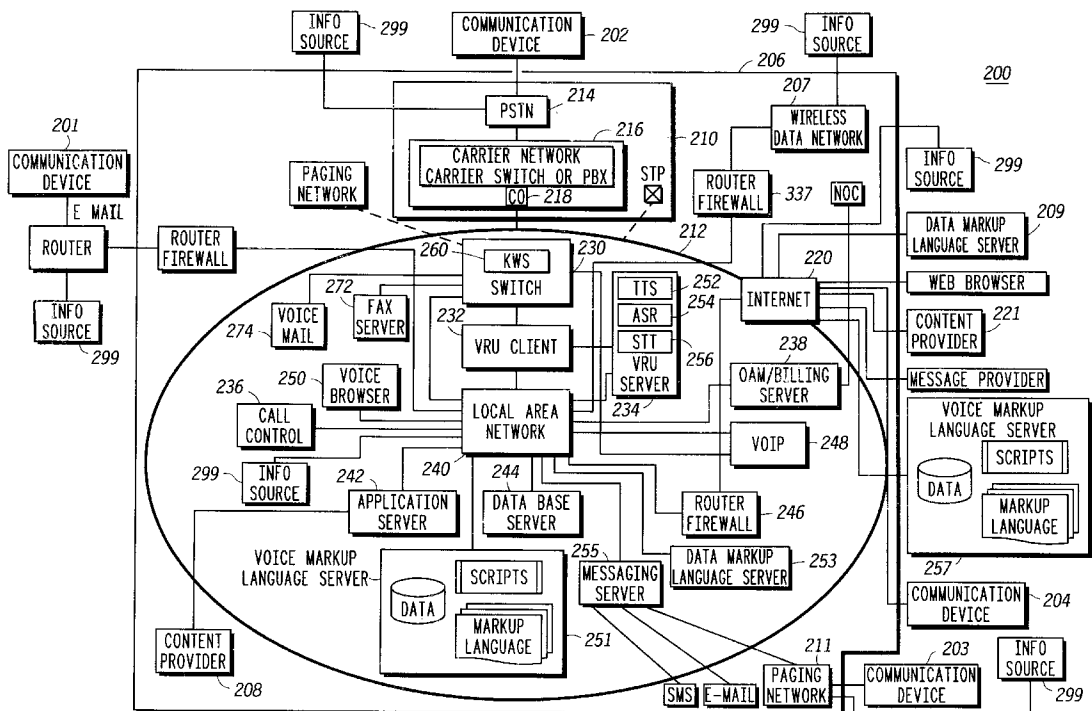 INFO
SOURCE
299
COMMUNICATION
DEVICE
202
INFO
SOURCE
299
206
200
207
WIRELESS
DATA NETWORK
PSTN
214
201
COMMUNICATION
DEVICE
E MAIL
ROUTER
ROUTER
FIREWALL
INFO
SOURCE
299
216
210
CARRIER NETWORK
CARRIER SWITCH OR PBX
CO
218
STP
PAGING
NETWORK
ROUTER
FIREWALL
337
INFO
SOURCE
299
NOC
212
DATA MARKUP
LANGUAGE SERVER
209
220
INTERNET
WEB BROWSER
CONTENT
PROVIDER
221
MESSAGE PROVIDER
260
KWS
SWITCH
230
272
FAX
SERVER
VOICE
MAIL
274
232
VRU CLIENT
TTS
252
ASR
254
STT
256
VRU
SERVER
234
238
OAM/BILLING
SERVER
250
VOICE
BROWSER
236
CALL
CONTROL
LOCAL AREA
NETWORK
240
VOIP
248
299
INFO
SOURCE
242
APPLICATION
SERVER
244
DATA BASE
SERVER
ROUTER
FIREWALL
246
VOICE MARKUP
LANGUAGE SERVER
SCRIPTS
DATA
MARKUP
LANGUAGE
257
VOICE MARKUP
LANGUAGE SERVER
SCRIPTS
DATA
MARKUP
LANGUAGE
251
255
MESSAGING
SERVER
DATA MARKUP
LANGUAGE SERVER
253
COMMUNICATION
DEVICE
204
CONTENT
PROVIDER
208
SMS
E-MAIL
211
PAGING
NETWORK
203
COMMUNICATION
DEVICE
INFO
SOURCE
299